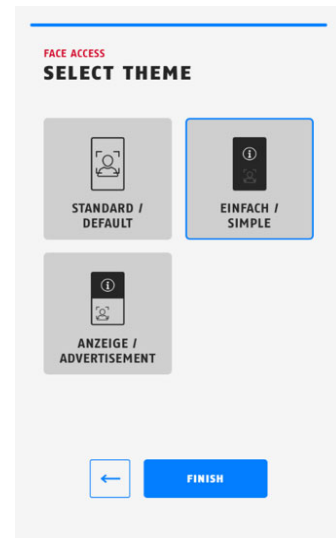 FACE ACCESS
SELECT THEME
STANDARD /
DEFAULT
EINFACH /
SIMPLE
ANZEIGE /
ADVERTISEMENT
FINISH